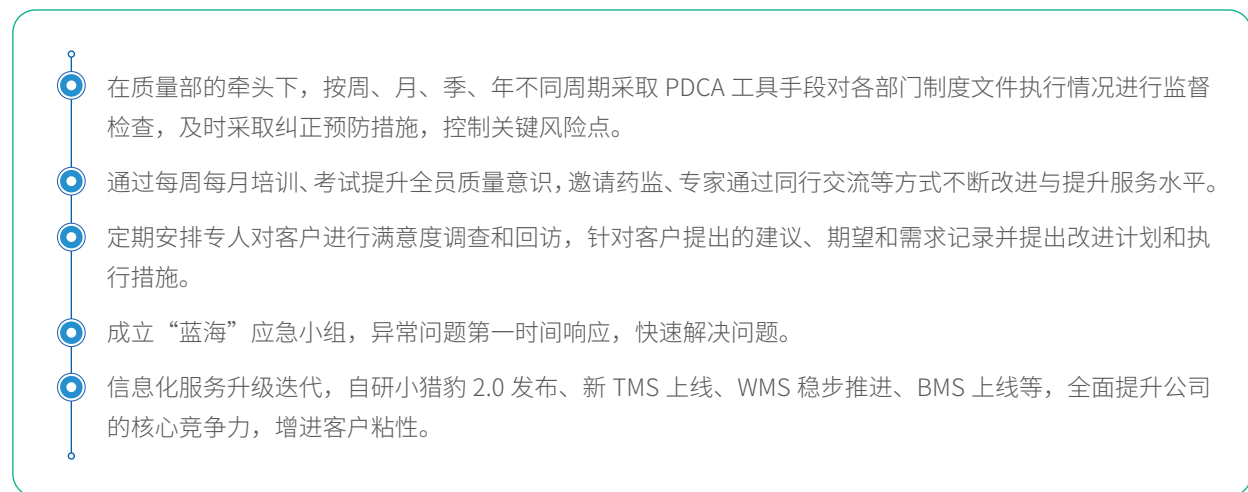 在质量部的牵头下，按周、月、季、年不同周期采取 PDCA 工具手段对各部门制度文件执行情况进行监督
检查，及时采取纠正预防措施，控制关键风险点。
通过每周每月培训、考试提升全员质量意识，邀请药监、专家通过同行交流等方式不断改进与提升服务水平。
定期安排专人对客户进行满意度调查和回访，针对客户提出的建议、期望和需求记录并提出改进计划和执
行措施。
成立“蓝海”应急小组，异常问题第一时间响应，快速解决问题。
信息化服务升级迭代，自研小猎豹 2.0 发布、新 TMS 上线、WMS 稳步推进、BMS 上线等，全面提升公司
的核心竞争力，增进客户粘性。